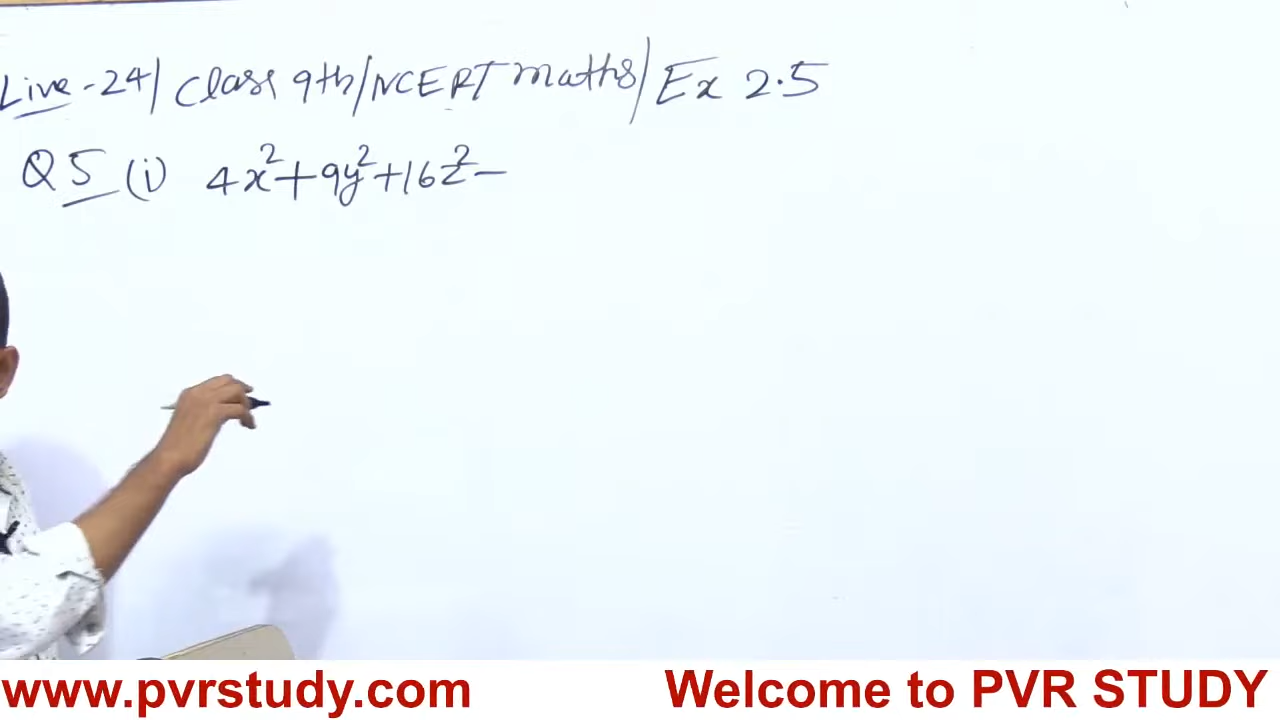 Live-24/Class 9th/NCERT maths/Ex 2.5
Q5 (i) 4x²+9y²+16z²-
www.pvrstudy.com Welcome to PVR STUDY